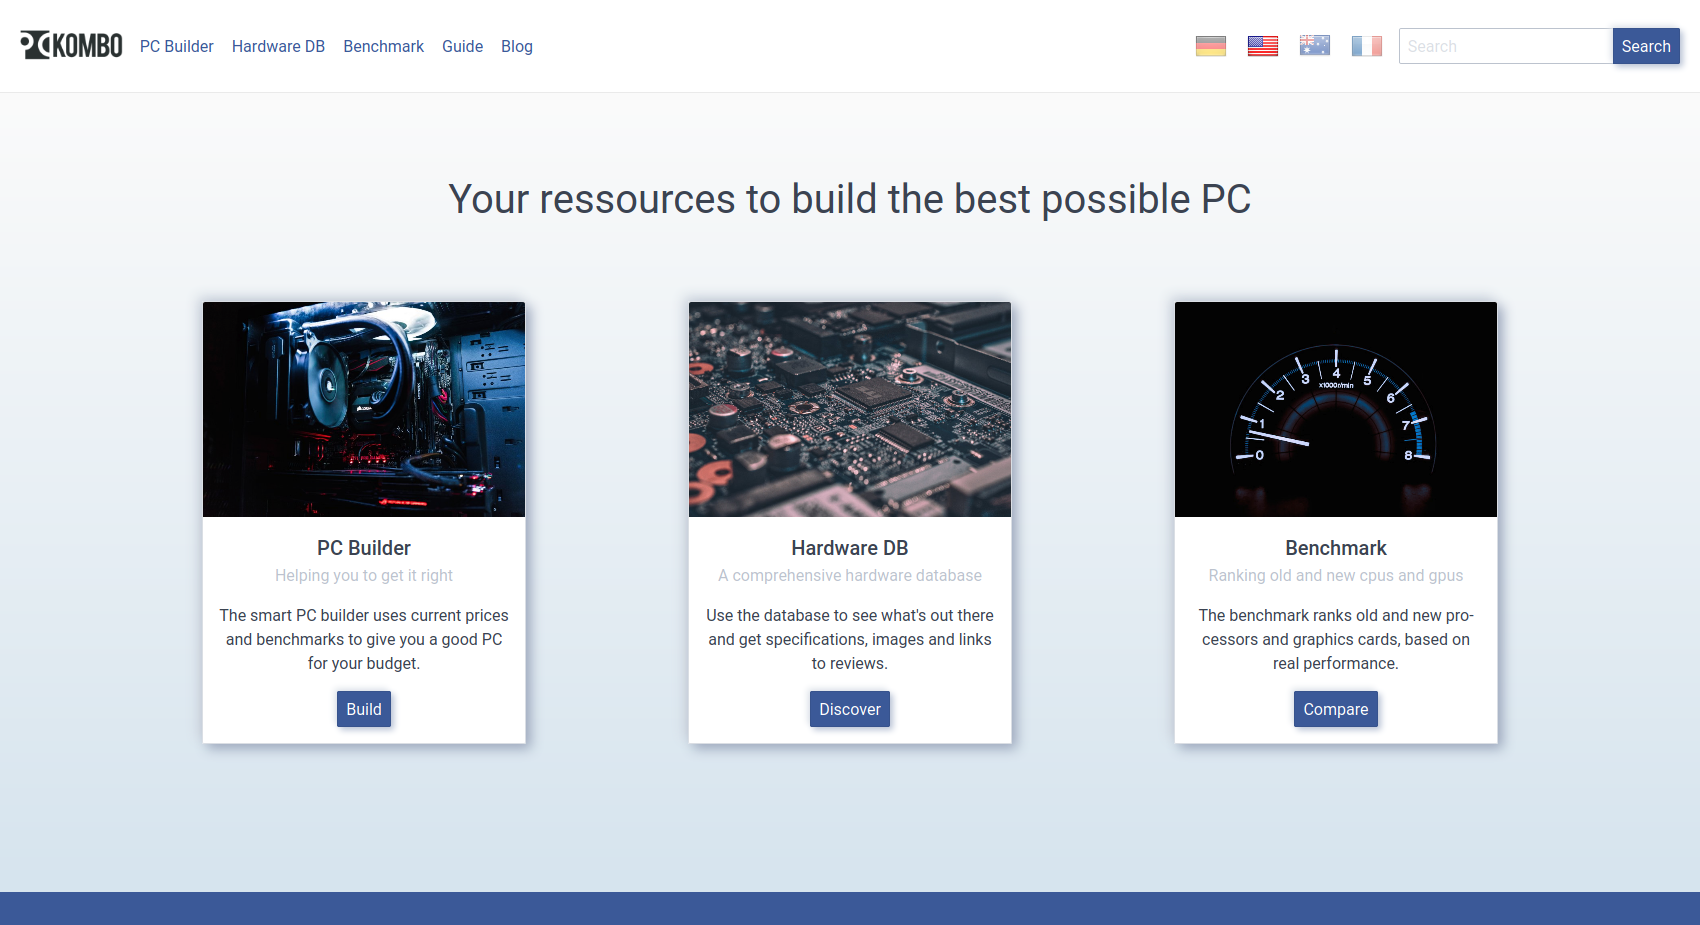 PCKOMBO PC Builder Hardware DB Benchmark Guide Blog Search Search
Your ressources to build the best possible PC
x1000r/min
0 1 2 3 4 5 6 7 8
PC Builder
Helping you to get it right
The smart PC builder uses current prices
and benchmarks to give you a good PC
for your budget.
Build
Hardware DB
A comprehensive hardware database
Use the database to see what's out there
and get specifications, images and links
to reviews.
Discover
Benchmark
Ranking old and new cpus and gpus
The benchmark ranks old and new pro-
cessors and graphics cards, based on
real performance.
Compare